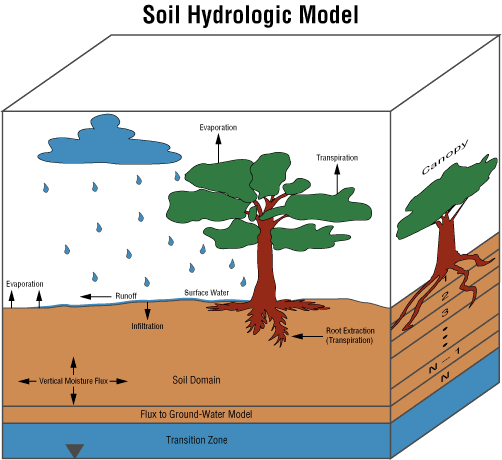 Soil Hydrologic Model
Evaporation
Transpiration
Canopy
Evaporation
Runoff
Surface Water
Infiltration
Root Extraction
(Transpiration)
Vertical Moisture Flux
Soil Domain
Flux to Ground-Water Model
Transition Zone
1
2
3
N - 1
N